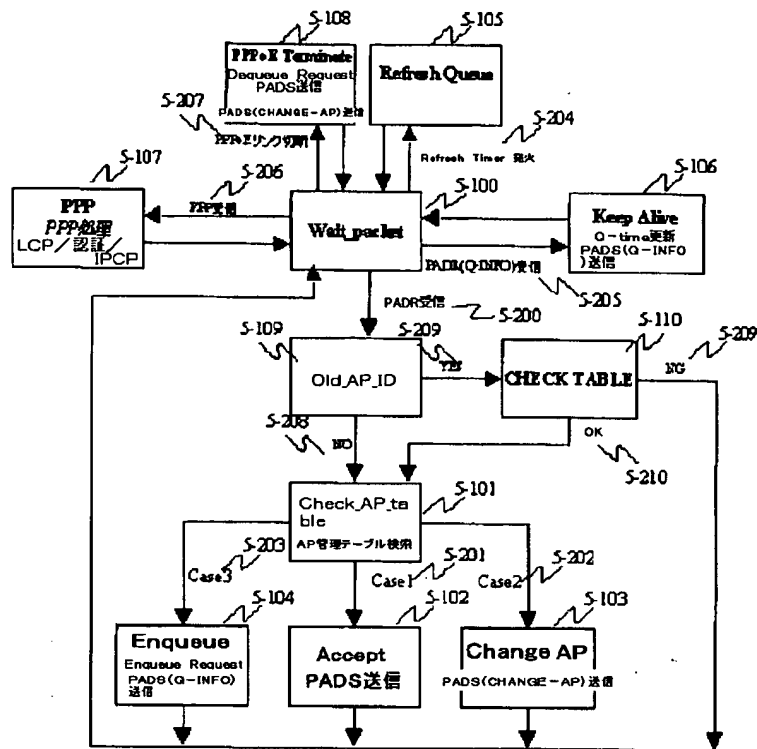 5-108
5-105
PPPoE Terminate
Dequeue Request
PADS送信
PADS(CHANGE-AP)送信
Refresh Queue
5-207
PPPoEリンク切断
5-204
Refresh Timer 発火
5-107
5-206
PPP受信
5-100
5-106
PPP
PPP処理
LCP/認証/
IPCP
Wait_packet
Keep Alive
Q-time更新
PADS(Q-INFO
)送信
PADR(Q-INFO)受信
5-205
PADR受信
5-200
5-109
5-209
5-110
5-209
Old_AP_ID
YES
CHECK TABLE
NG
5-208
NO
OK
5-210
5-101
Check_AP_ta
ble
AP管理テーブル検索
5-203
Case3
5-201
Case1
5-202
Case2
5-104
5-102
5-103
Enqueue
Enqueue Request
PADS(Q-INFO)
送信
Accept
PADS送信
Change AP
PADS(CHANGE-AP)送信